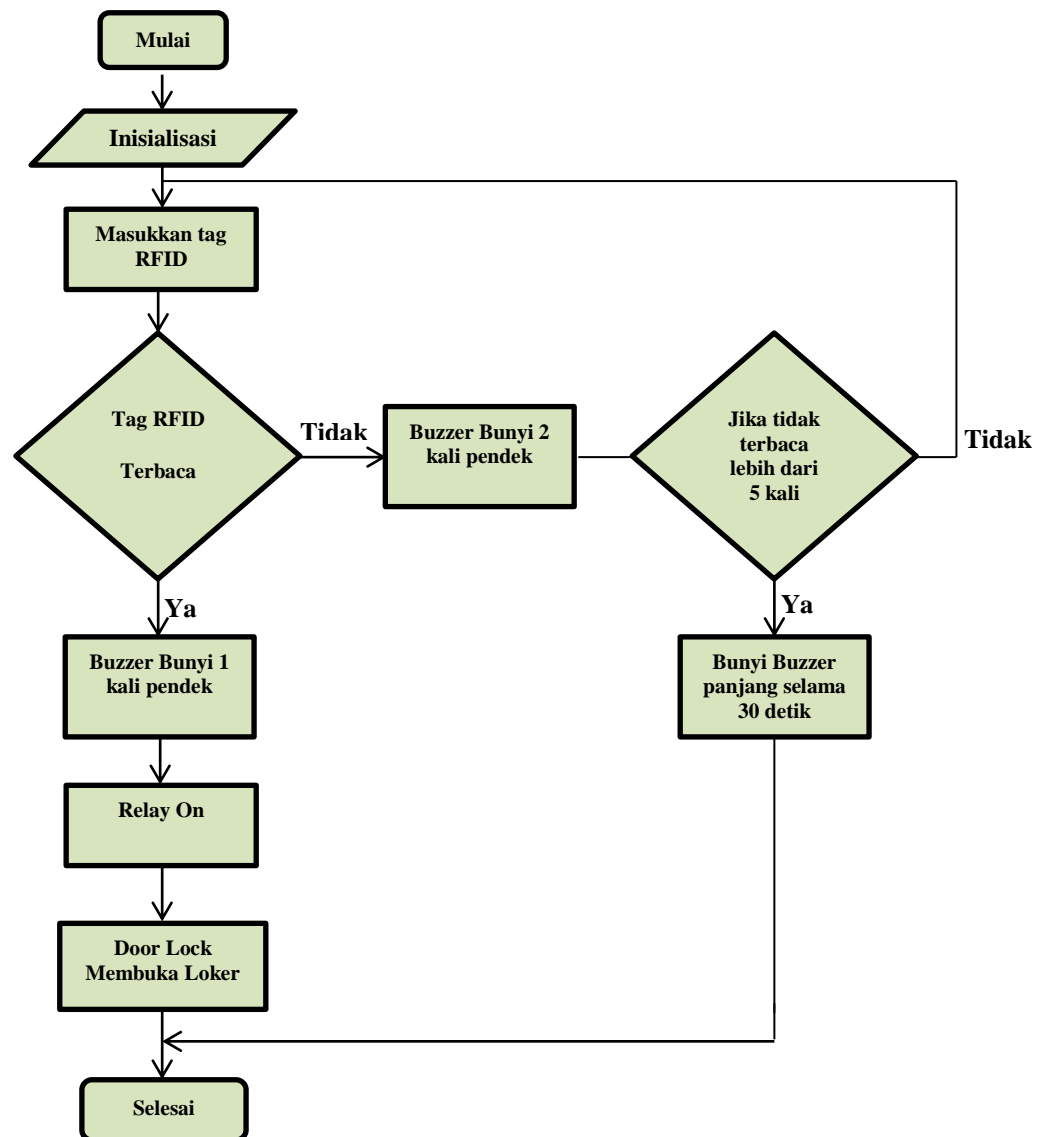 Mulai
Inisialisasi
Masukkan tag
RFID
Tag RFID
Terbaca
Tidak
Buzzer Bunyi 2
kali pendek
Jika tidak
terbaca
lebih dari
5 kali
Tidak
Ya
Ya
Buzzer Bunyi 1
kali pendek
Bunyi Buzzer
panjang selama
30 detik
Relay On
Door Lock
Membuka Loker
Selesai